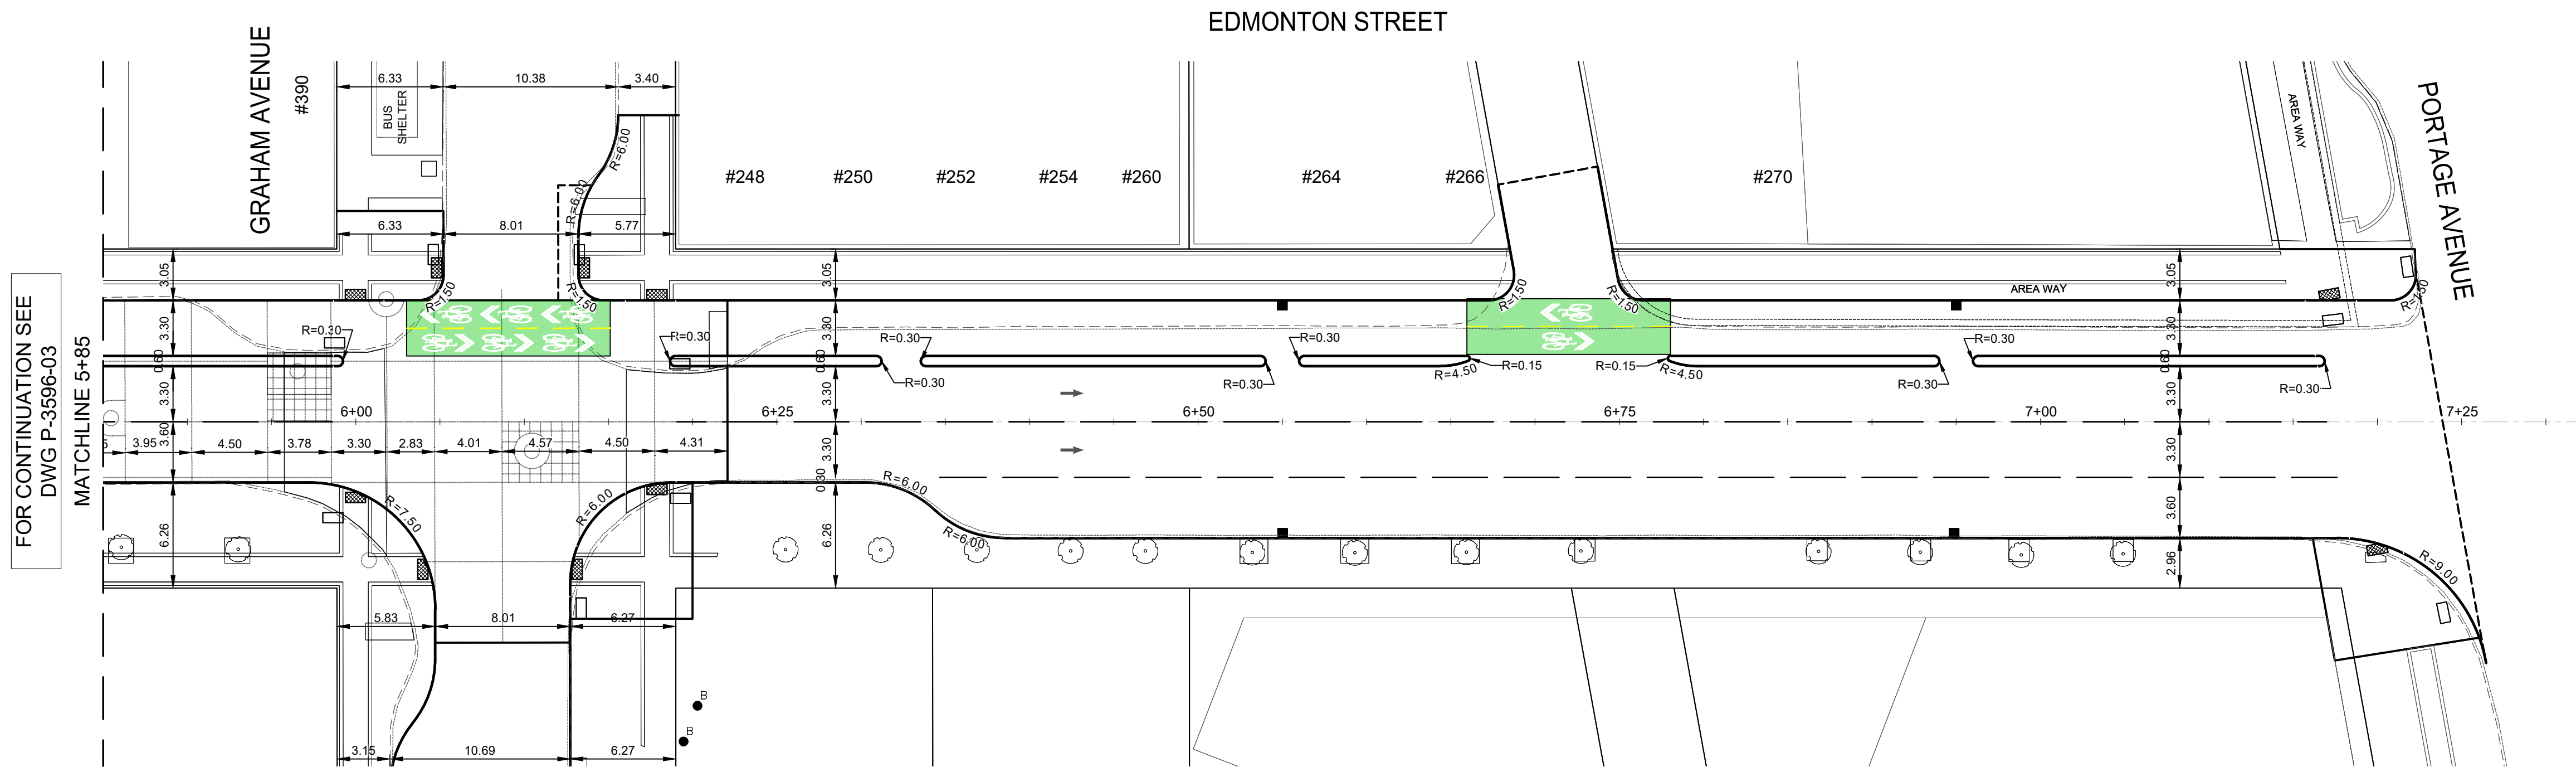 EDMONTON STREET
GRAHAM AVENUE
#390
6.33
10.38
3.40
BUS
SHELTER
R=6.00
R=6.00
#248
#250
#252
#254
#260
#264
#266
#270
AREA WAY
PORTAGE AVENUE
6.33
8.01
5.77
3.05
3.05
3.05
R=1.50
R=1.50
R=1.50
R=1.50
AREA WAY
R=1.50
FOR CONTINUATION SEE
DWG P-3596-03
MATCHLINE 5+85
3.30
R=0.30
R=0.30
3.30
R=0.30
R=0.30
R=0.30
3.30
0.60
0.60
R=0.30
R=0.30
R=4.50
R=0.15
R=0.15
R=4.50
R=0.30
0.60
R=0.30
3.30
3.30
3.30
6+00
6+25
6+50
6+75
7+00
7+25
3.60
3.95
4.50
3.78
3.30
2.83
4.01
4.57
4.50
4.31
3.30
3.30
0.30
R=7.50
R=6.00
R=6.00
R=6.00
3.60
6.26
6.26
2.96
R=9.00
5.83
8.01
6.27
B
B
3.15
10.69
6.27